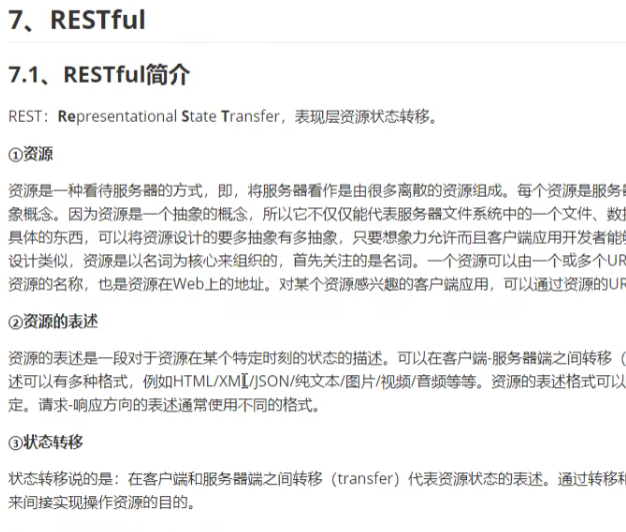 7、RESTful
7.1、RESTful简介
REST：Representational State Transfer，表现层资源状态转移。
①资源
资源是一种看待服务器的方式，即，将服务器看作是由很多离散的资源组成。每个资源是服务
象概念。因为资源是一个抽象的概念，所以它不仅仅能代表服务器文件系统中的一个文件、数
具体的东西，可以将资源设计的要多抽象有多抽象，只要想象力允许而且客户端应用开发者能
设计类似，资源是以名词为核心来组织的，首先关注的是名词。一个资源可以由一个或多个UR
资源的名称，也是资源在Web上的地址。对某个资源感兴趣的客户端应用，可以通过资源的UR
②资源的表述
资源的表述是一段对于资源在某个特定时刻的状态的描述。可以在客户端-服务器端之间转移（
述可以有多种格式，例如HTML/XML/JSON/纯文本/图片/视频/音频等等。资源的表述格式可以
定。请求-响应方向的表述通常使用不同的格式。
③状态转移
状态转移说的是：在客户端和服务器端之间转移（transfer）代表资源状态的表述。通过转移和
来间接实现操作资源的目的。